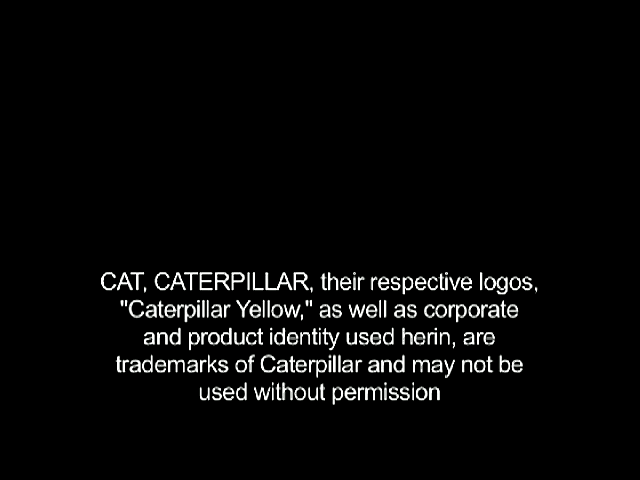 CAT, CATERPILLAR, their respective logos,
"Caterpillar Yellow," as well as corporate
and product identity used herin, are
trademarks of Caterpillar and may not be
used without permission